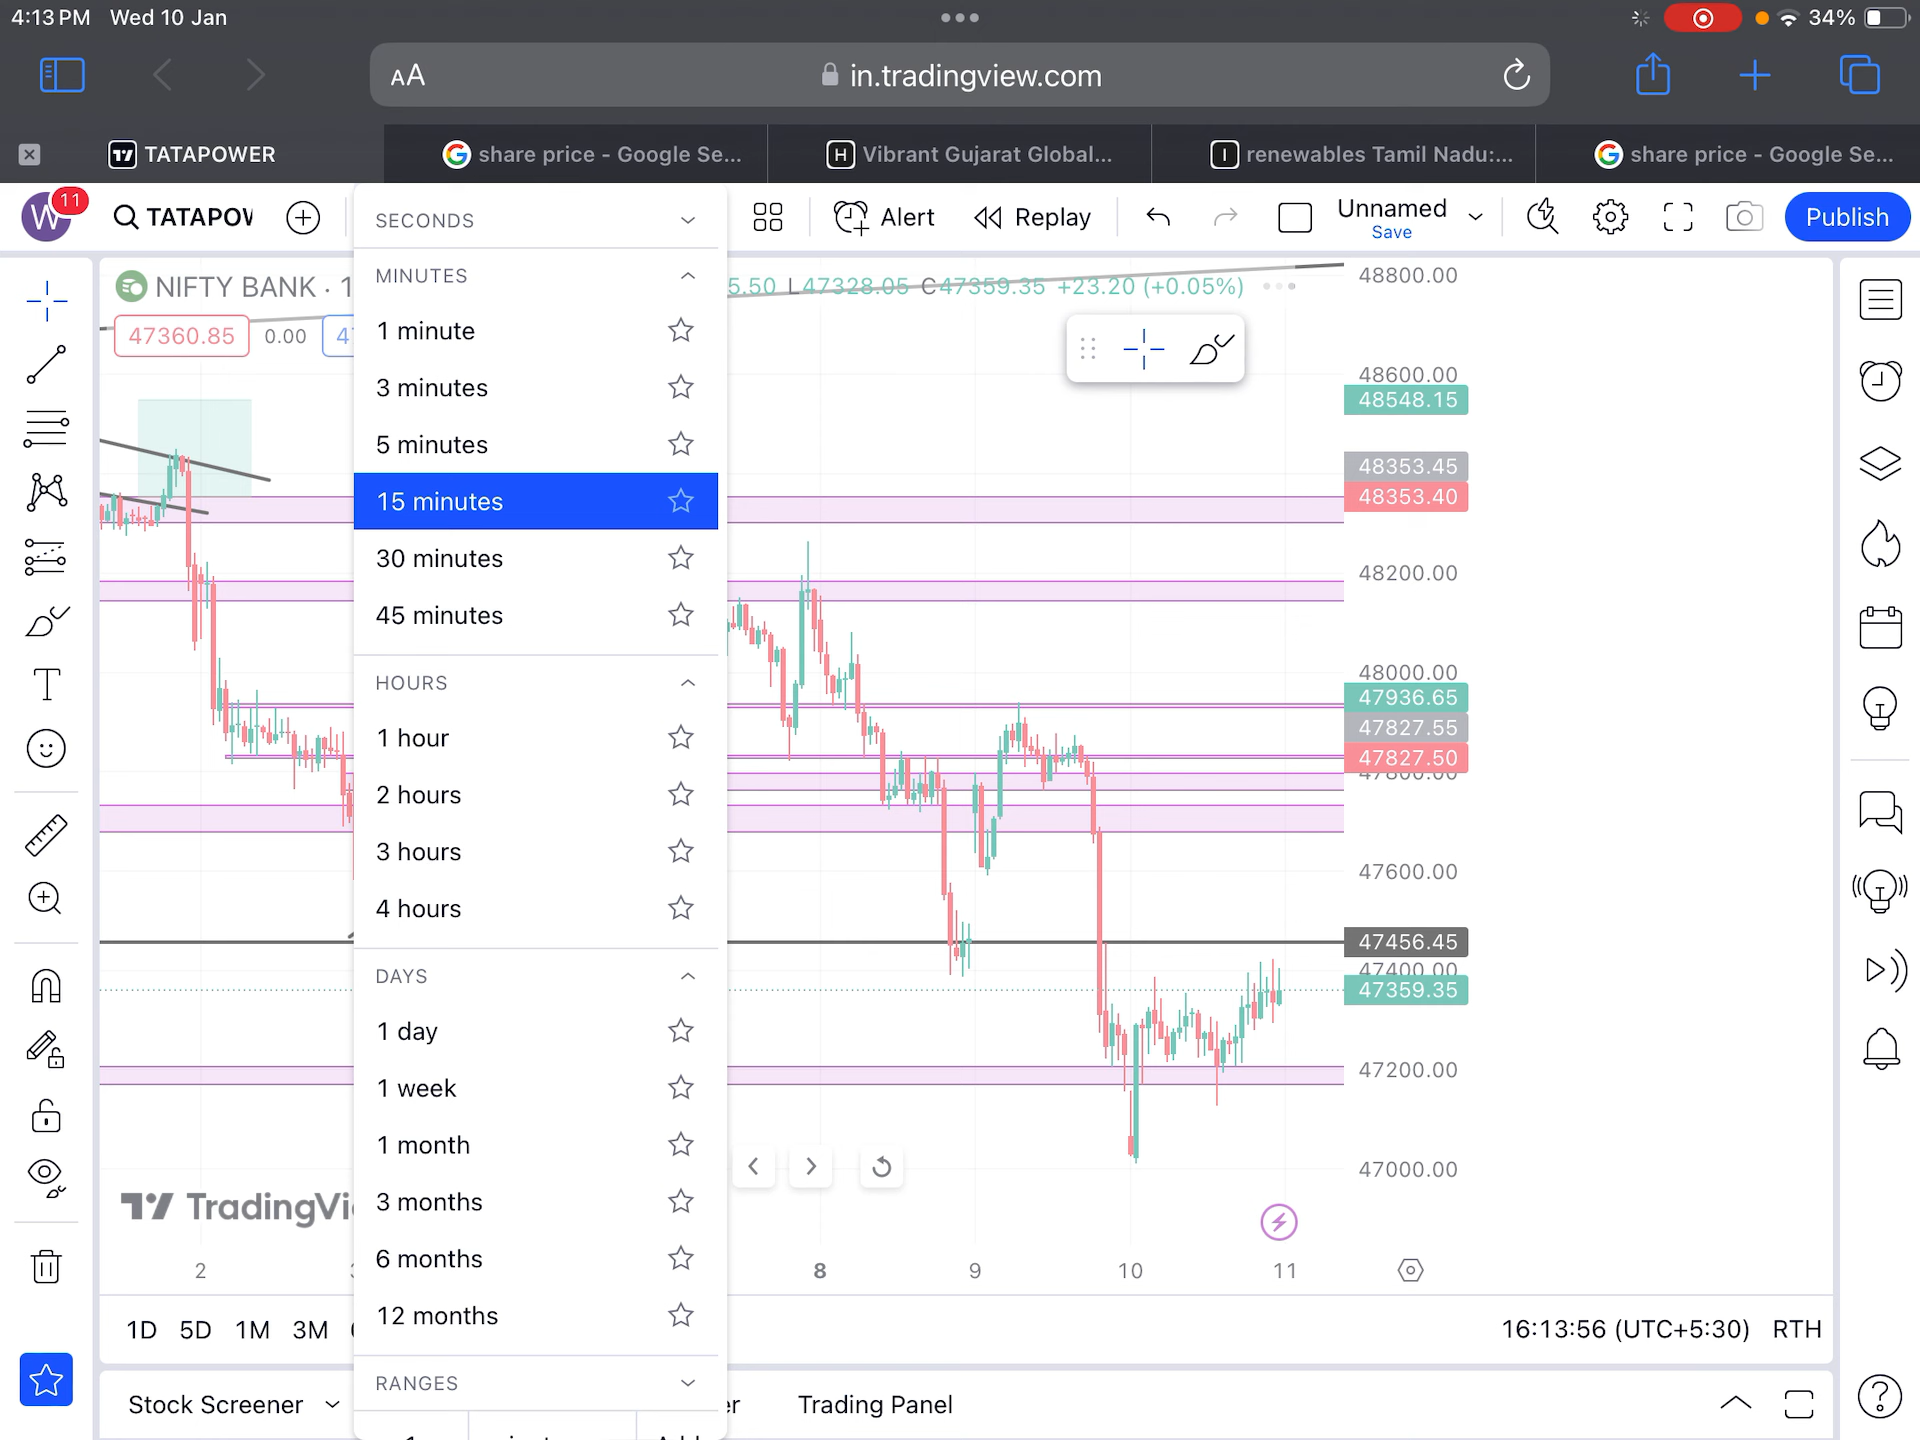 4:13 PM Wed 10 Jan
34%
AA
in.tradingview.com
TATAPOWER
share price - Google Se...
H
Vibrant Gujarat Global...
I
renewables Tamil Nadu:...
share price - Google Se...
W
11
TATAPOW
Alert
Replay
Unnamed
Save
Publish
NIFTY BANK · 1
5.50 L47328.05 C47359.35 +23.20 (+0.05%)
47360.85
0.00
47
SECONDS
MINUTES
1 minute
3 minutes
5 minutes
15 minutes
30 minutes
45 minutes
HOURS
1 hour
2 hours
3 hours
4 hours
DAYS
1 day
1 week
1 month
3 months
6 months
12 months
RANGES
48800.00
48600.00
48548.15
48353.45
48353.40
48200.00
48000.00
47936.65
47827.55
47827.50
47800.00
47600.00
47456.45
47400.00
47359.35
47200.00
47000.00
TradingVi
2
8
9
10
11
1D 5D 1M 3M
16:13:56 (UTC+5:30) RTH
Stock Screener
er
Trading Panel